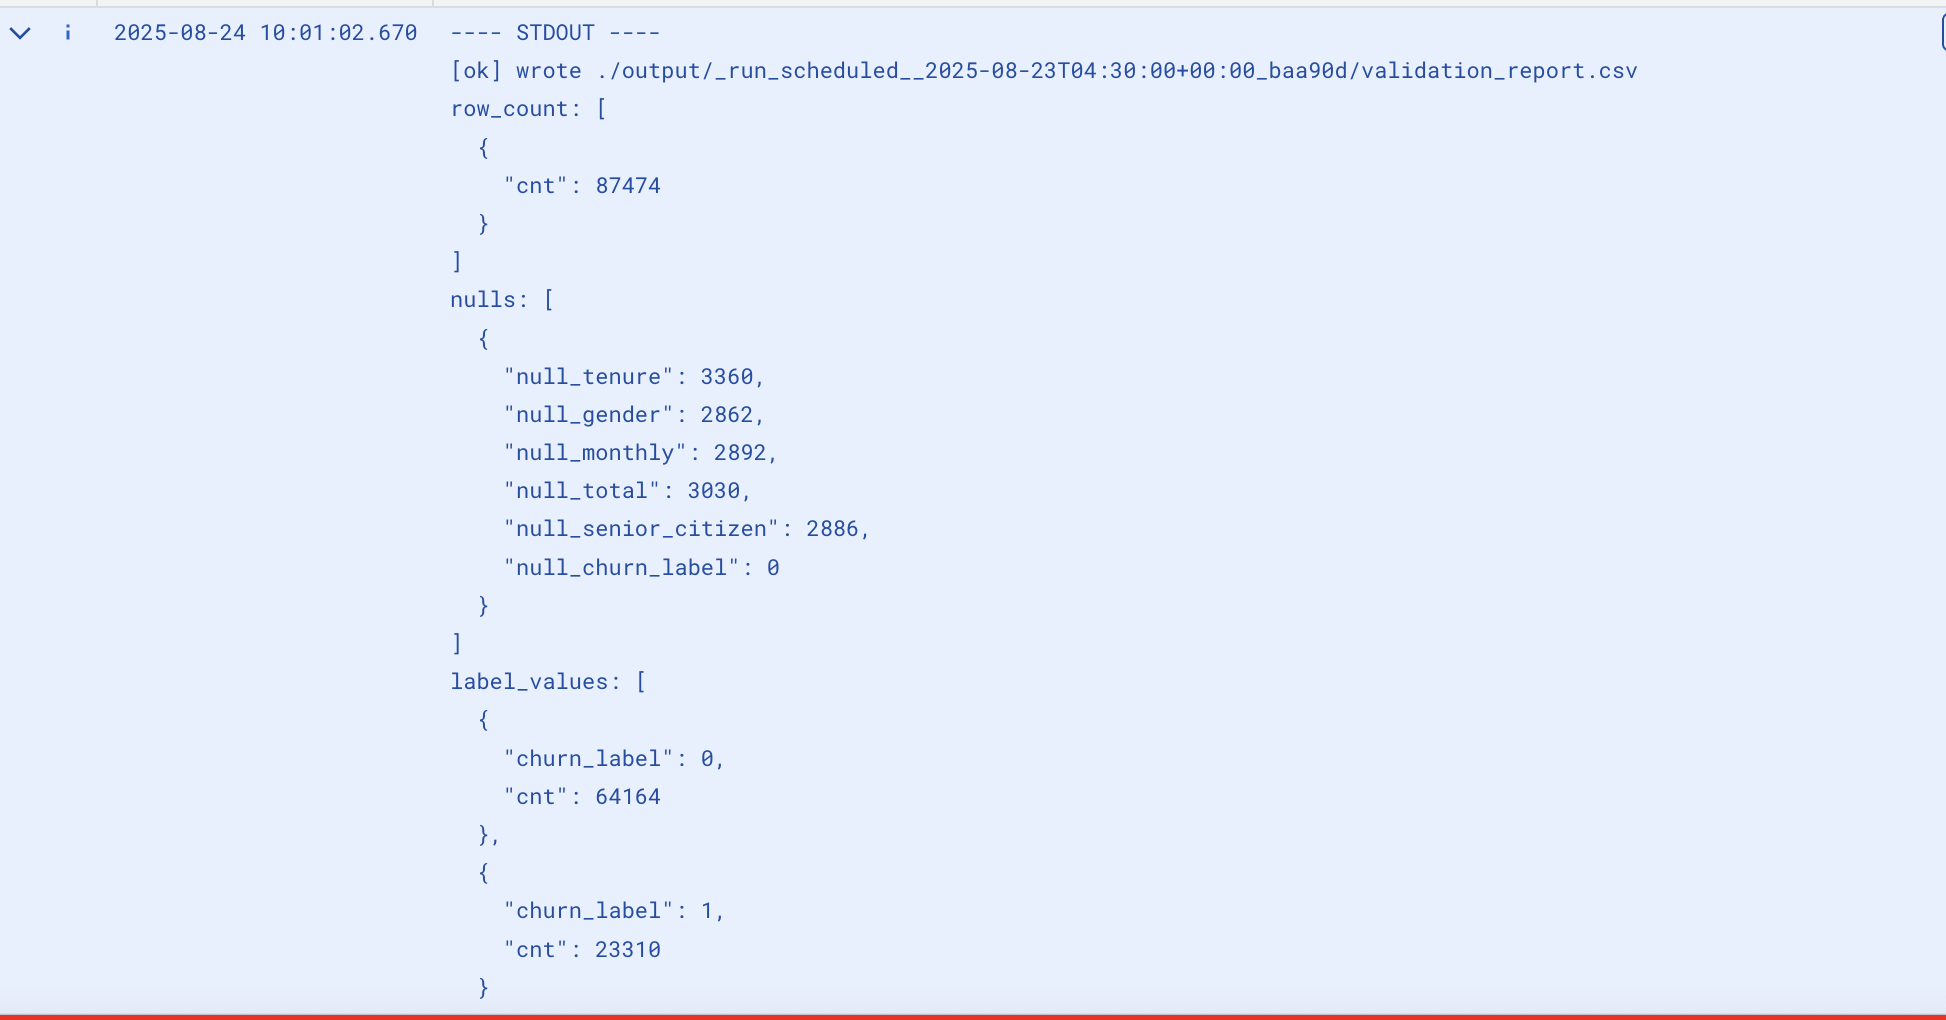 2025-08-24 10:01:02.670 ---- STDOUT ----
[ok] wrote ./output/_run_scheduled__2025-08-23T04:30:00+00:00_baa90d/validation_report.csv
row_count: [
  {
    "cnt": 87474
  }
]
nulls: [
  {
    "null_tenure": 3360,
    "null_gender": 2862,
    "null_monthly": 2892,
    "null_total": 3030,
    "null_senior_citizen": 2886,
    "null_churn_label": 0
  }
]
label_values: [
  {
    "churn_label": 0,
    "cnt": 64164
  },
  {
    "churn_label": 1,
    "cnt": 23310
  }